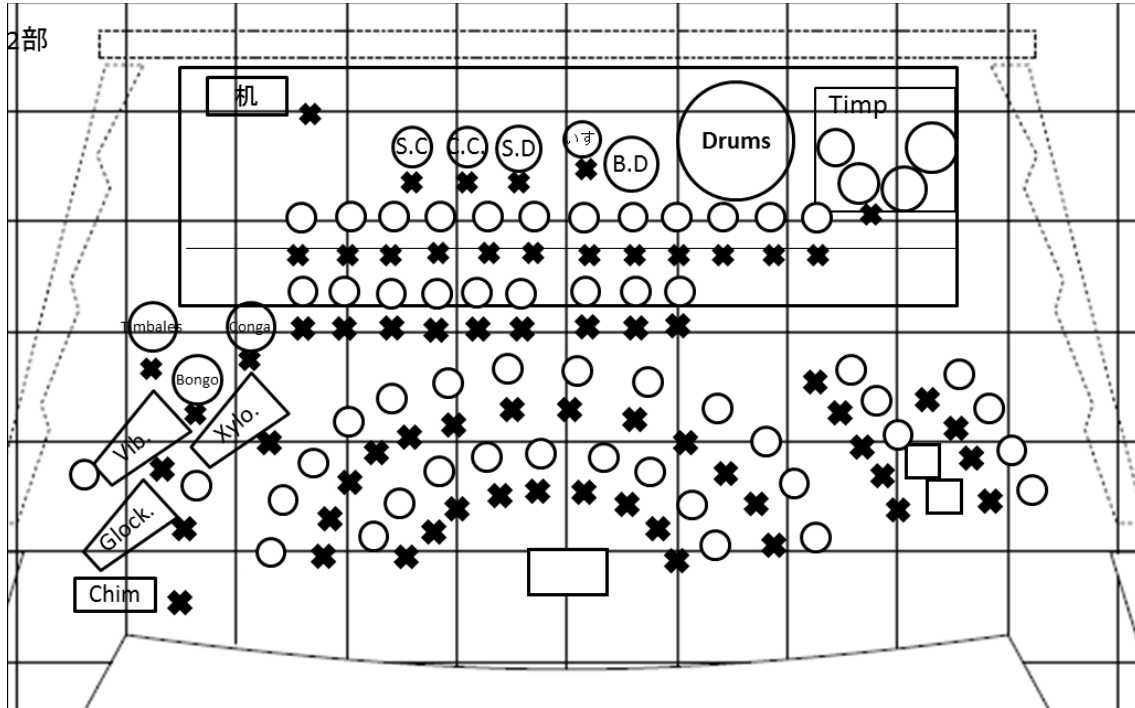 2部
机
Timp
S.C
C.C.
S.D
いす
B.D
Drums
Timbales
Conga
Bongo
Vib.
Xylo.
Glock.
Chim